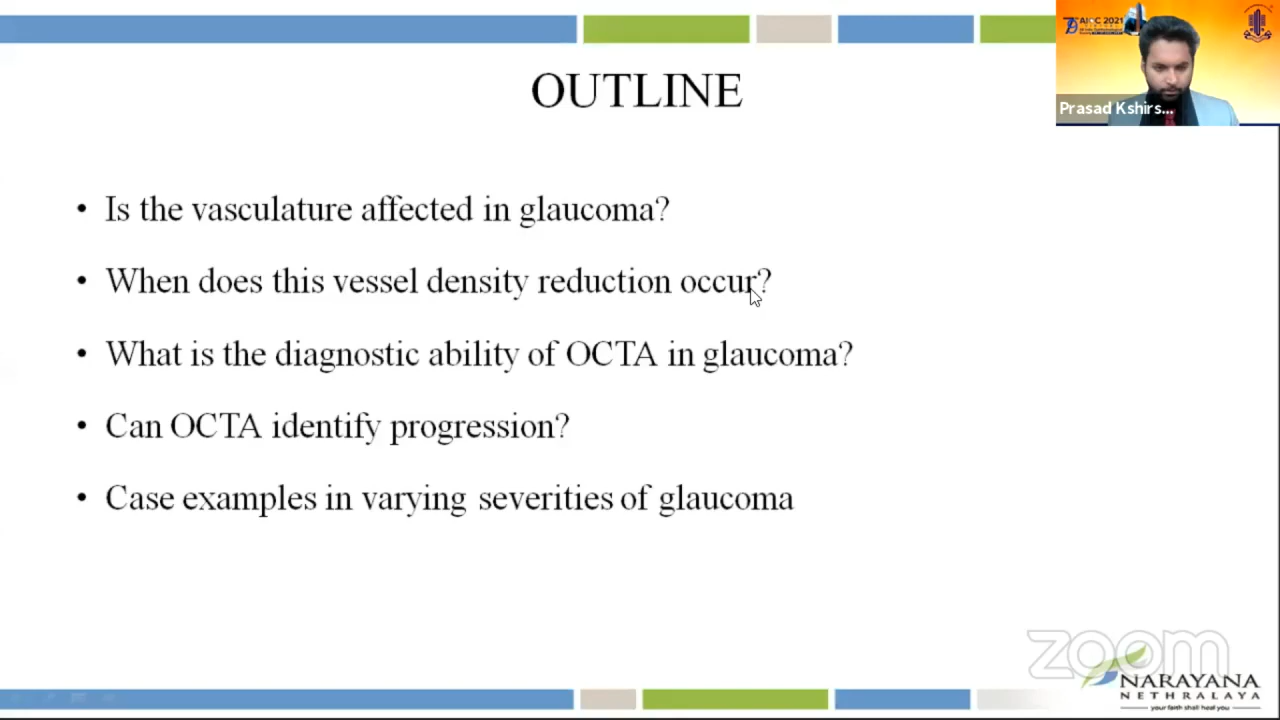 OUTLINE
AIOC 2021
Prasad Kshirs...
• Is the vasculature affected in glaucoma?
• When does this vessel density reduction occur?
• What is the diagnostic ability of OCTA in glaucoma?
• Can OCTA identify progression?
• Case examples in varying severities of glaucoma
zoom
NARAYANA
NETHRALAYA
your faith shall heal you